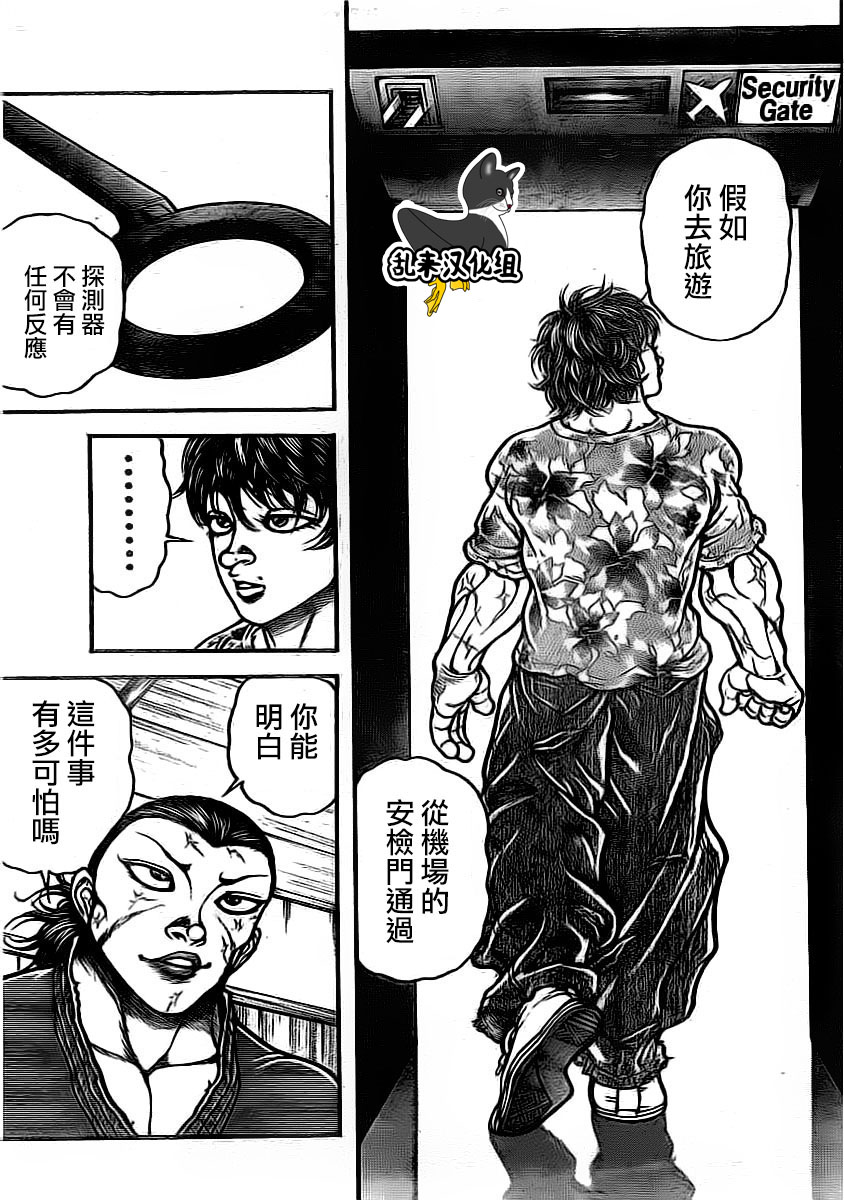 Security
Gate
假如
你去旅遊
乱来汉化组
從機場的
安檢門通過
探測器
不會有
任何反應
………
你能
明白
這件事
有多可怕嗎